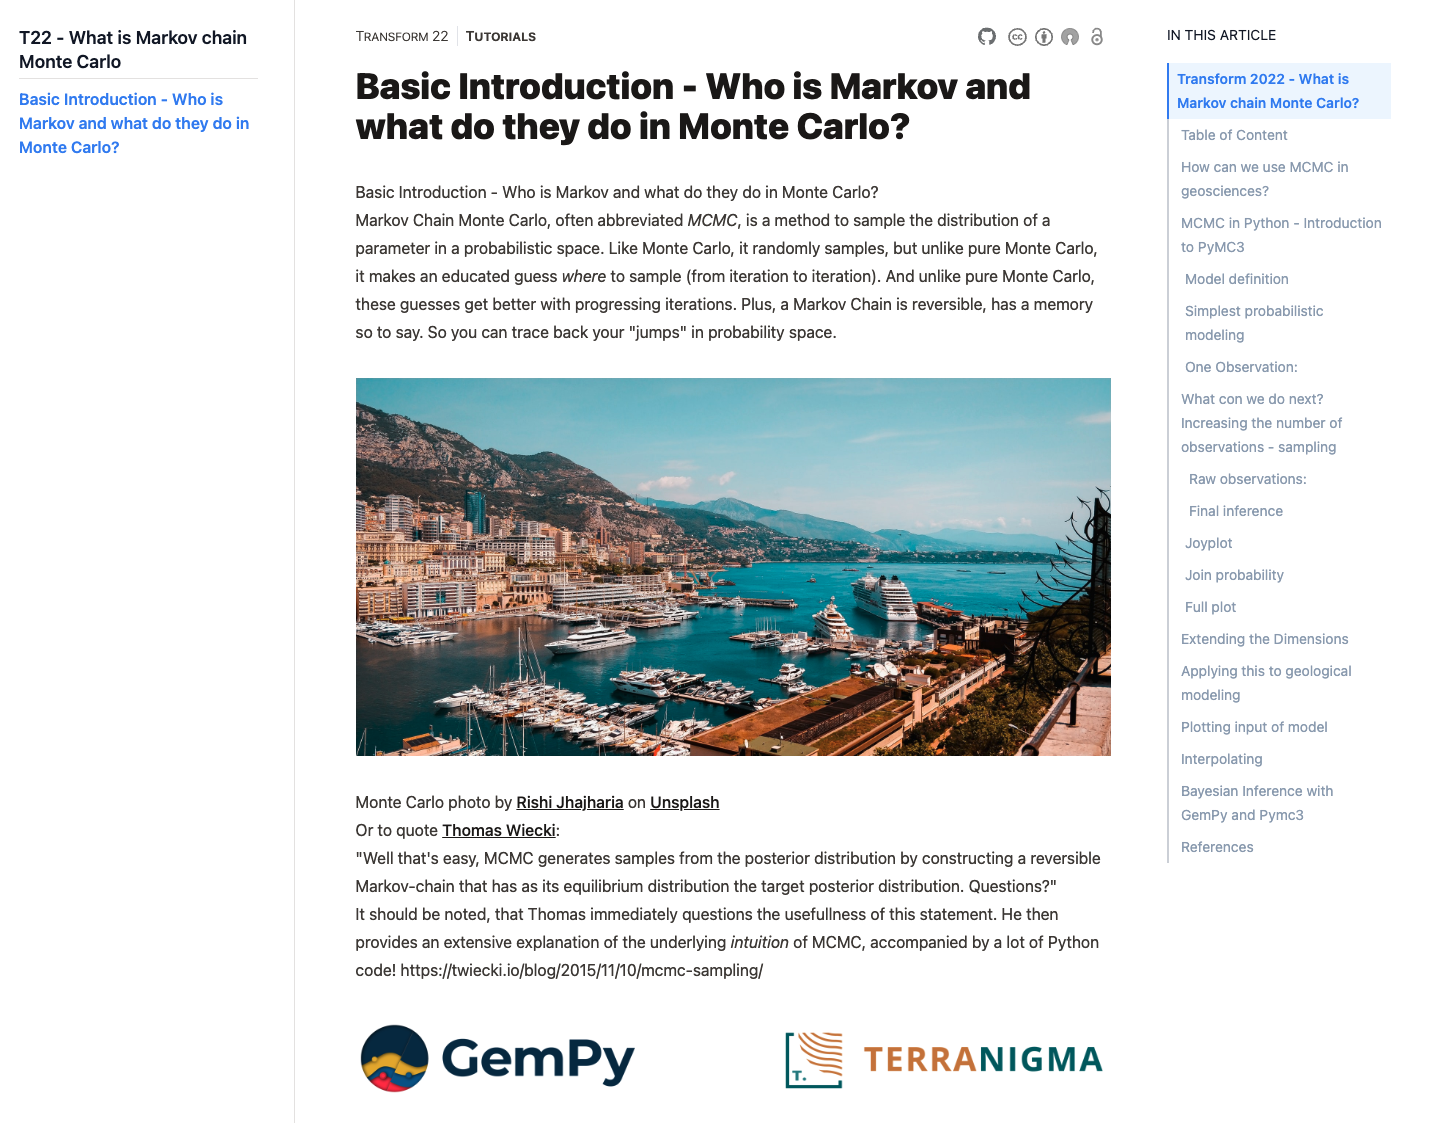 T22 - What is Markov chain
Monte Carlo
Basic Introduction - Who is
Markov and what do they do in
Monte Carlo?
TRANSFORM 22
TUTORIALS
Basic Introduction - Who is Markov and
what do they do in Monte Carlo?
Basic Introduction - Who is Markov and what do they do in Monte Carlo?
Markov Chain Monte Carlo, often abbreviated MCMC, is a method to sample the distribution of a
parameter in a probabilistic space. Like Monte Carlo, it randomly samples, but unlike pure Monte Carlo,
it makes an educated guess where to sample (from iteration to iteration). And unlike pure Monte Carlo,
these guesses get better with progressing iterations. Plus, a Markov Chain is reversible, has a memory
so to say. So you can trace back your "jumps" in probability space.
Monte Carlo photo by Rishi Jhajharia on Unsplash
Or to quote Thomas Wiecki:
"Well that's easy, MCMC generates samples from the posterior distribution by constructing a reversible
Markov-chain that has as its equilibrium distribution the target posterior distribution. Questions?"
It should be noted, that Thomas immediately questions the usefullness of this statement. He then
provides an extensive explanation of the underlying intuition of MCMC, accompanied by a lot of Python
code! https://twiecki.io/blog/2015/11/10/mcmc-sampling/
GemPy
T.
TERRANIGMA
IN THIS ARTICLE
Transform 2022 - What is
Markov chain Monte Carlo?
Table of Content
How can we use MCMC in
geosciences?
MCMC in Python - Introduction
to PyMC3
Model definition
Simplest probabilistic
modeling
One Observation:
What con we do next?
Increasing the number of
observations - sampling
Raw observations:
Final inference
Joyplot
Join probability
Full plot
Extending the Dimensions
Applying this to geological
modeling
Plotting input of model
Interpolating
Bayesian Inference with
GemPy and Pymc3
References